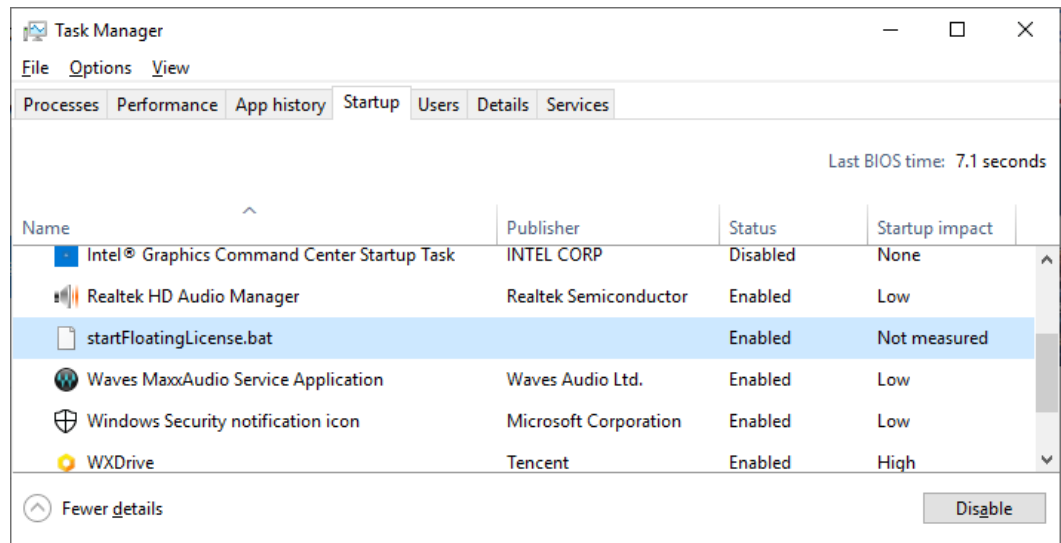 Task Manager
File Options View
Processes Performance App history Startup Users Details Services
Last BIOS time: 7.1 seconds
Name Publisher Status Startup impact
Intel® Graphics Command Center Startup Task INTEL CORP Disabled None
Realtek HD Audio Manager Realtek Semiconductor Enabled Low
startFloatingLicense.bat Enabled Not measured
Waves MaxxAudio Service Application Waves Audio Ltd. Enabled Low
Windows Security notification icon Microsoft Corporation Enabled Low
WXDrive Tencent Enabled High
Fewer details Disable